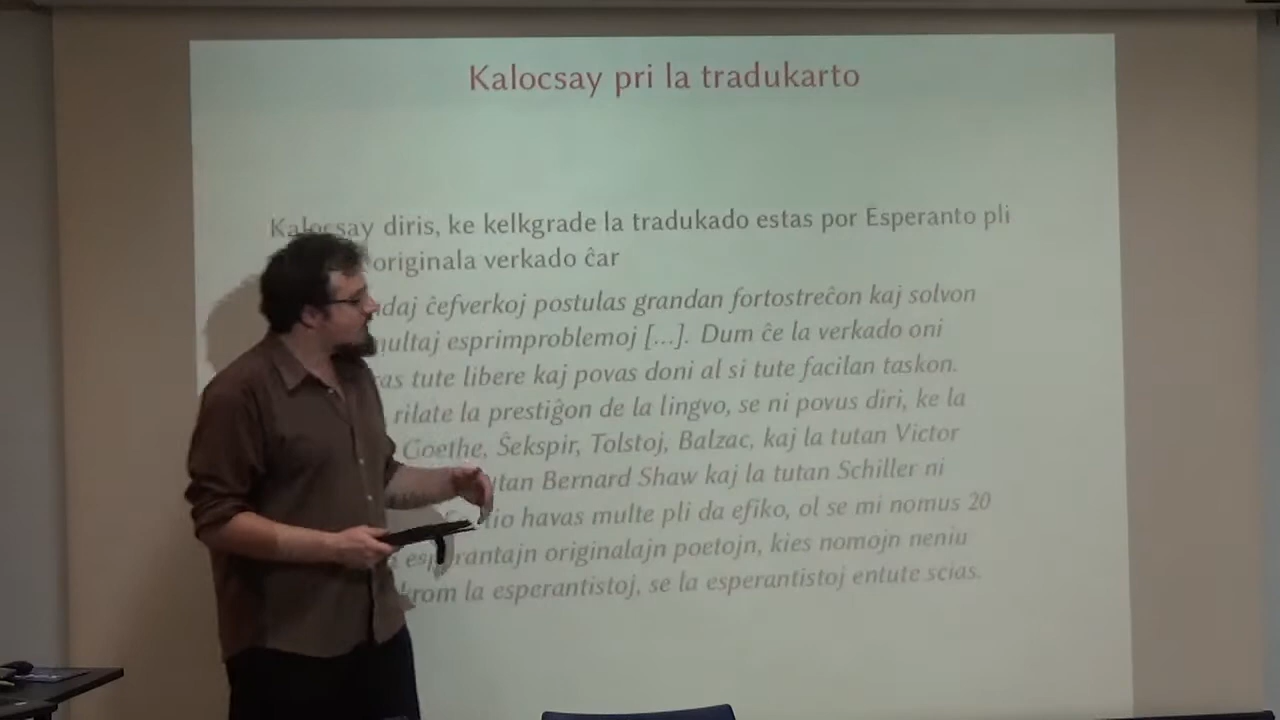 Kalocsay pri la tradukarto
Kalocsay diris, ke kelkgrade la tradukado estas por Esperanto pli
originala verkado ĉar
ĉefverkoj postulas grandan fortostreĉon kaj solvon
multaj esprimproblemoj [...]. Dum ĉe la verkado oni
tute libere kaj povas doni al si tute facilan taskon.
rilate la prestiĝon de la lingvo, se ni povus diri, ke la
Goethe, Ŝekspir, Tolstoj, Balzac, kaj la tutan Victor
Bernard Shaw kaj la tutan Schiller ni
tio havas multe pli da efiko, ol se mi nomus 20
esperantajn originalajn poetojn, kies nomojn neniu
krom la esperantistoj, se la esperantistoj entute scias.